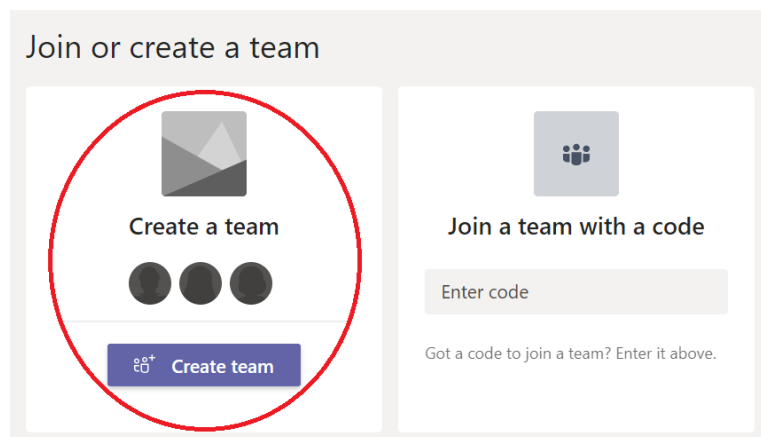 Join or create a team
Create a team
Create team
Join a team with a code
Enter code
Got a code to join a team? Enter it above.